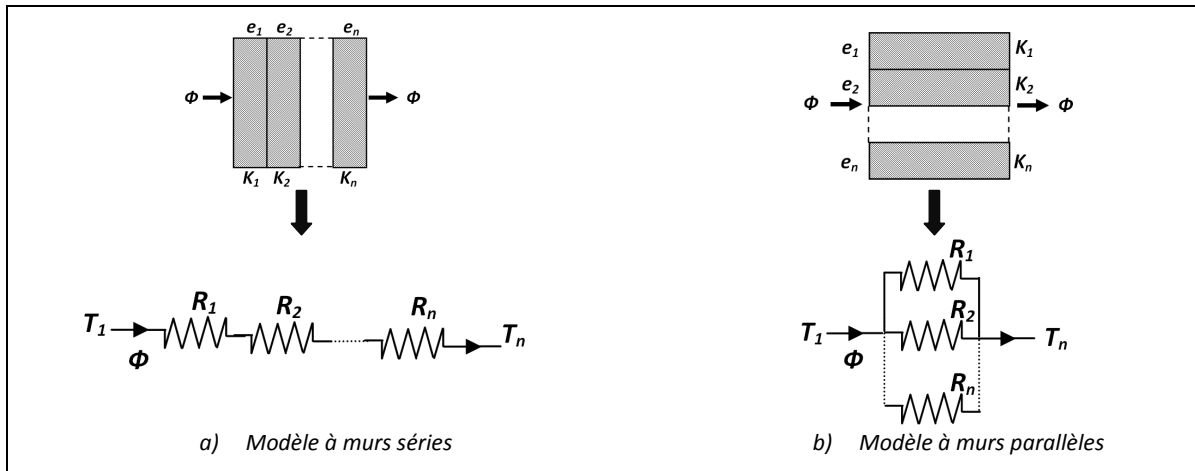 e1 e2 en
Φ Φ
K1 K2 Kn
T1 Φ R1 R2 Rn Tn
a) Modèle à murs séries
e1 K1
e2 K2
Φ Φ
en Kn
R1
T1 Φ R2 Tn
Rn
b) Modèle à murs parallèles